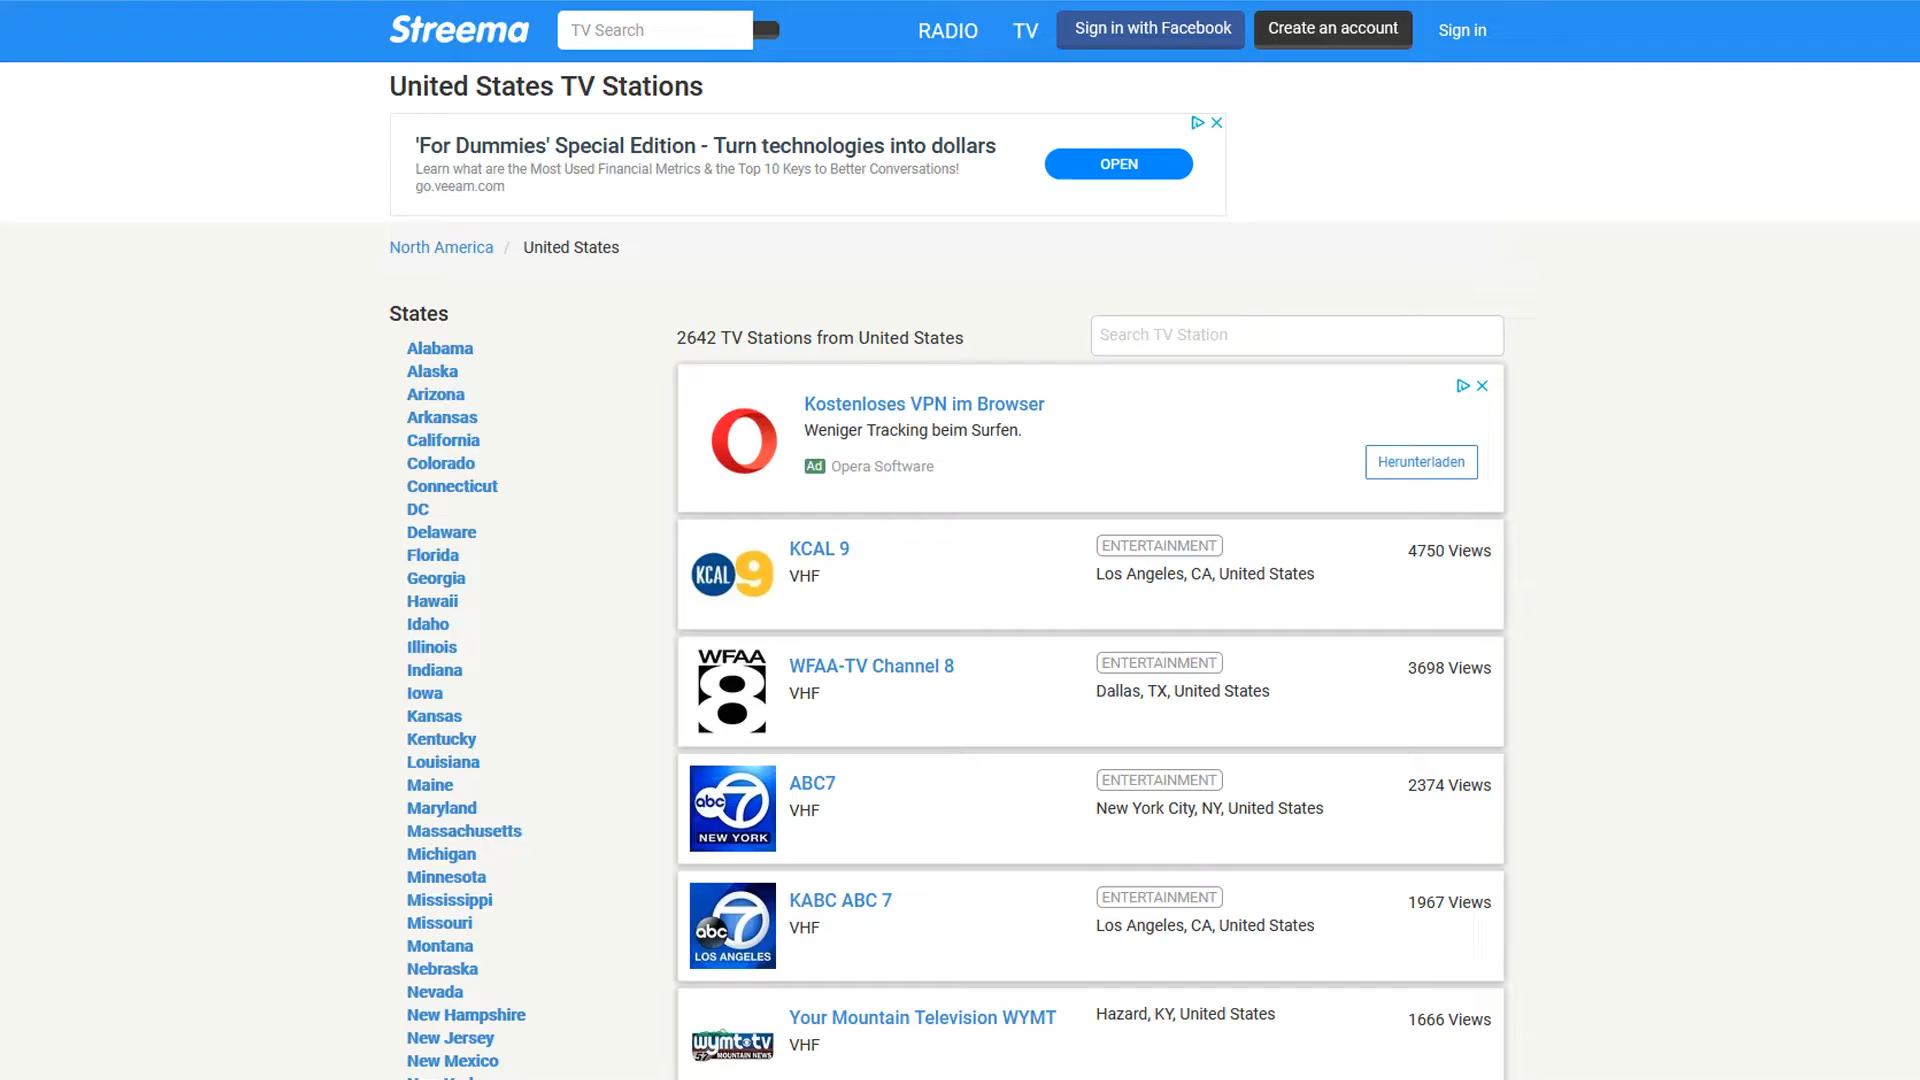 Streema
TV Search
RADIO
TV
Sign in with Facebook
Create an account
Sign in
United States TV Stations
'For Dummies' Special Edition - Turn technologies into dollars
Learn what are the Most Used Financial Metrics & the Top 10 Keys to Better Conversations!
go.veeam.com
OPEN
North America / United States
States
Alabama
Alaska
Arizona
Arkansas
California
Colorado
Connecticut
DC
Delaware
Florida
Georgia
Hawaii
Idaho
Illinois
Indiana
Iowa
Kansas
Kentucky
Louisiana
Maine
Maryland
Massachusetts
Michigan
Minnesota
Mississippi
Missouri
Montana
Nebraska
Nevada
New Hampshire
New Jersey
New Mexico
2642 TV Stations from United States
Search TV Station
Kostenloses VPN im Browser
Weniger Tracking beim Surfen.
Ad Opera Software
Herunterladen
KCAL 9
KCAL 9
VHF
ENTERTAINMENT
Los Angeles, CA, United States
4750 Views
WFAA
8
WFAA-TV Channel 8
VHF
ENTERTAINMENT
Dallas, TX, United States
3698 Views
abc 7
NEW YORK
ABC7
VHF
ENTERTAINMENT
New York City, NY, United States
2374 Views
abc 7
LOS ANGELES
KABC ABC 7
VHF
ENTERTAINMENT
Los Angeles, CA, United States
1967 Views
wymt tv
57 MOUNTAIN NEWS
Your Mountain Television WYMT
VHF
Hazard, KY, United States
1666 Views